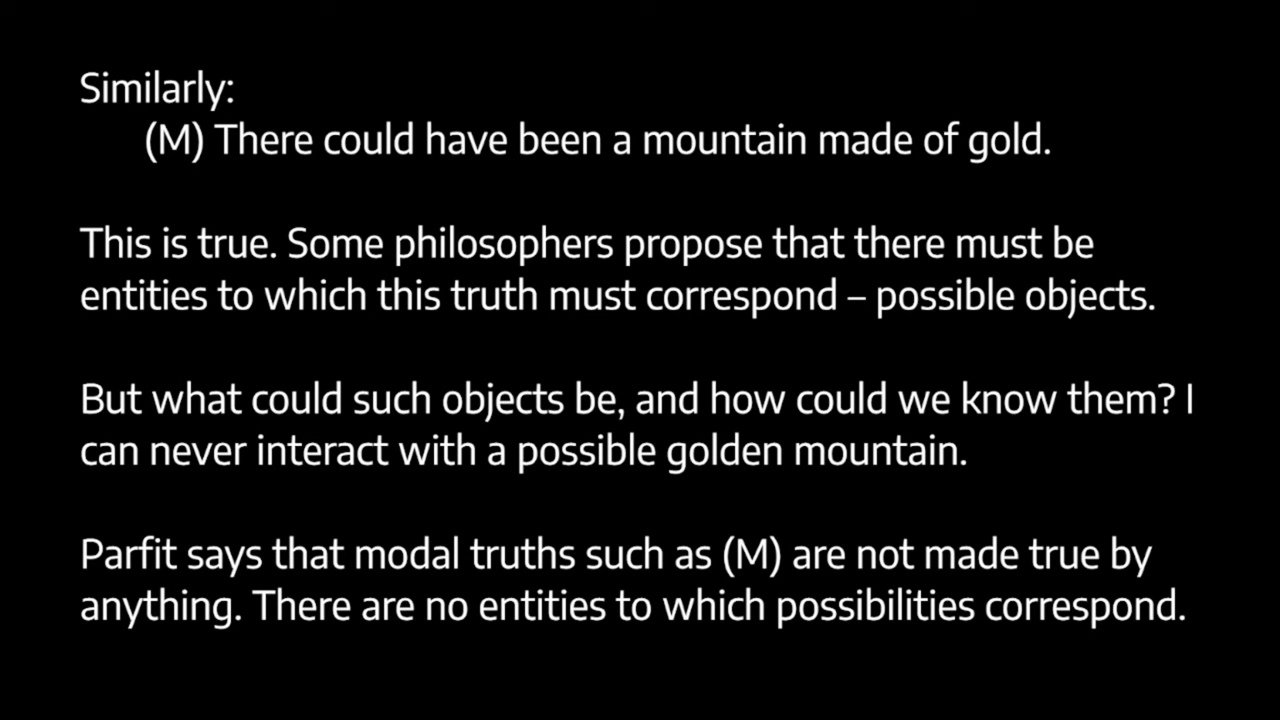 Similarly:
(M) There could have been a mountain made of gold.
This is true. Some philosophers propose that there must be
entities to which this truth must correspond – possible objects.
But what could such objects be, and how could we know them? I
can never interact with a possible golden mountain.
Parfit says that modal truths such as (M) are not made true by
anything. There are no entities to which possibilities correspond.